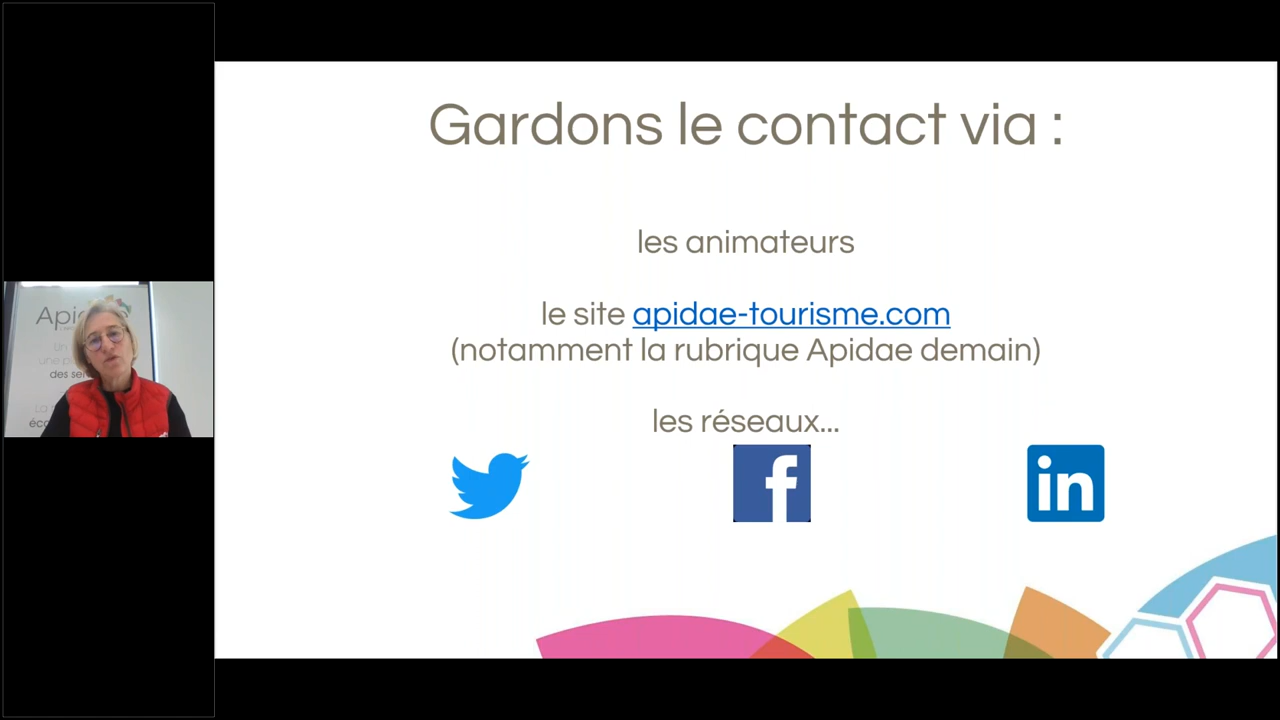 Gardons le contact via :
les animateurs
le site apidae-tourisme.com
(notamment la rubrique Apidae demain)
les réseaux...
f
in